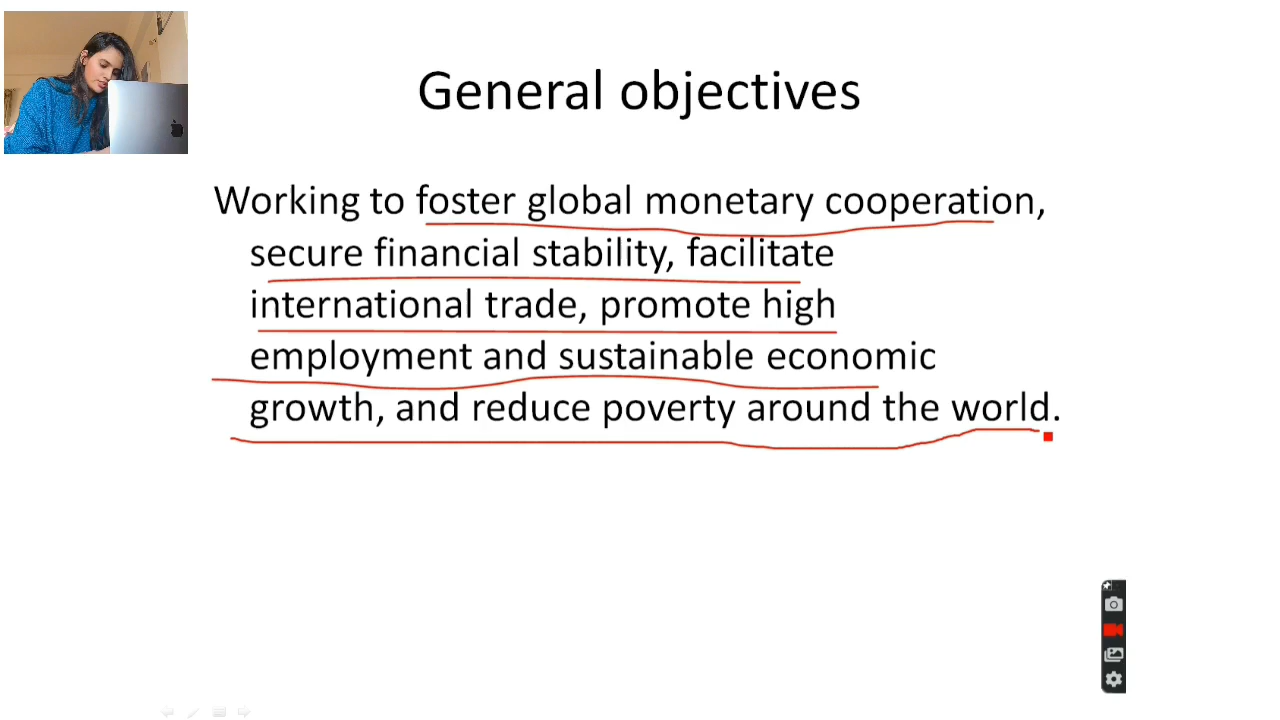 General objectives
Working to foster global monetary cooperation,
secure financial stability, facilitate
international trade, promote high
employment and sustainable economic
growth, and reduce poverty around the world.